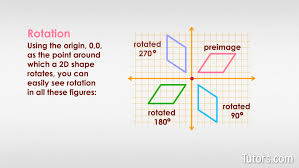 Rotation
Using the origin, 0,0,
as the point around
which a 2D shape
rotates, you can
easily see rotation
in all these figures:
rotated
270°
preimage
rotated
180°
rotated
90°
Tutors.com